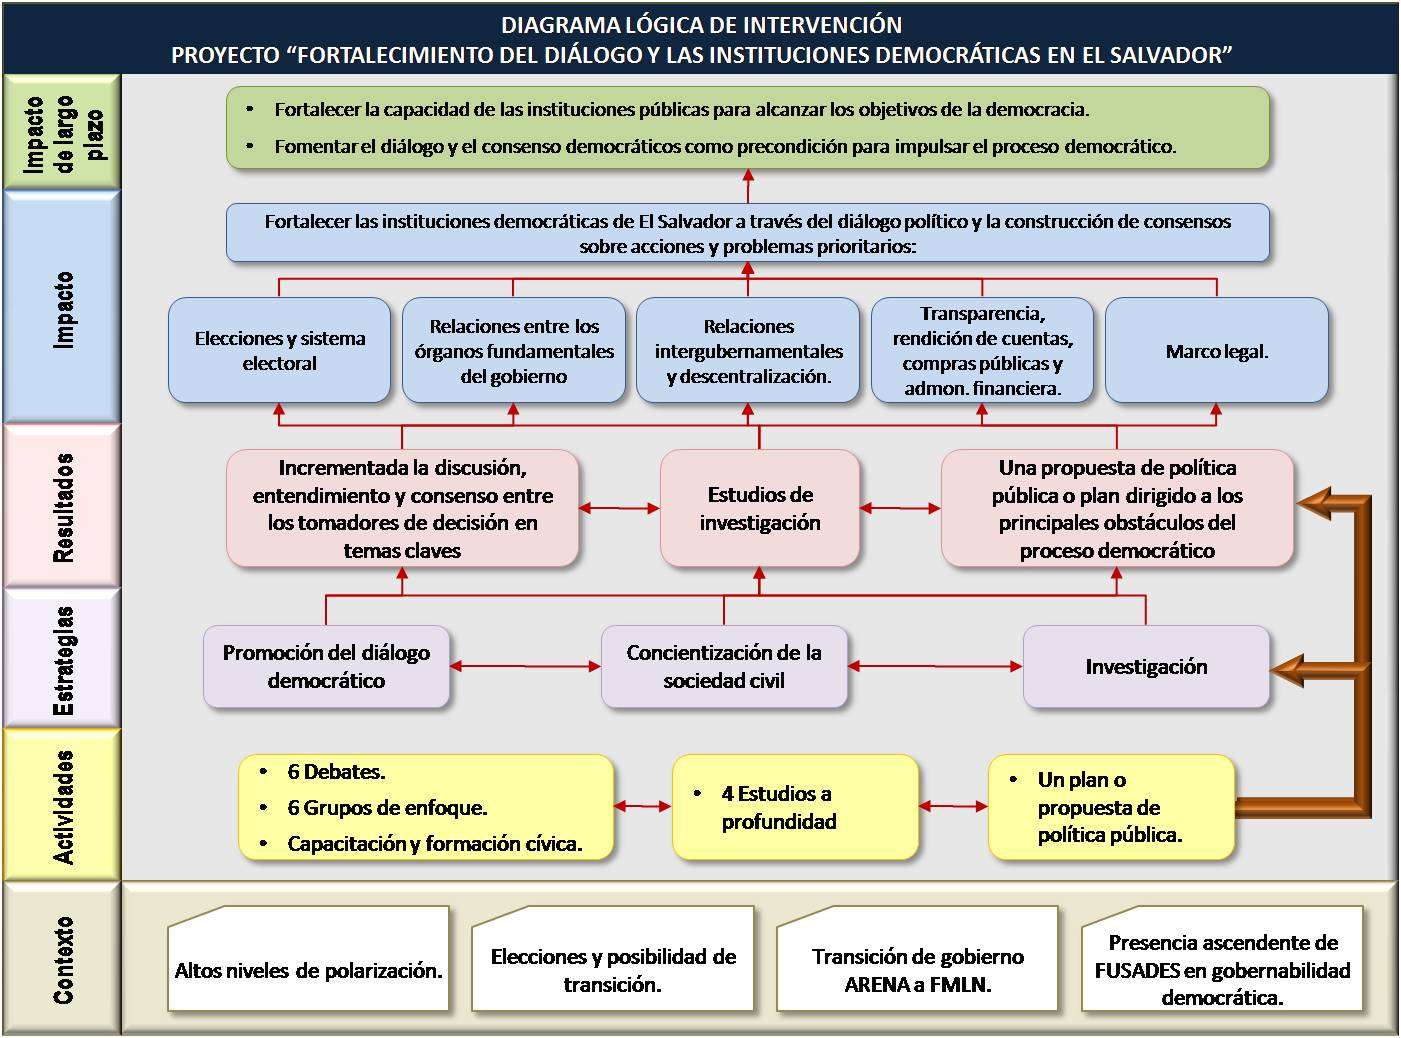 DIAGRAMA LÓGICA DE INTERVENCIÓN
PROYECTO “FORTALECIMIENTO DEL DIÁLOGO Y LAS INSTITUCIONES DEMOCRÁTICAS EN EL SALVADOR”
Impacto
de largo
plazo
• Fortalecer la capacidad de las instituciones públicas para alcanzar los objetivos de la democracia.
• Fomentar el diálogo y el consenso democráticos como precondición para impulsar el proceso democrático.
Impacto
Fortalecer las instituciones democráticas de El Salvador a través del diálogo político y la construcción de consensos
sobre acciones y problemas prioritarios:
Elecciones y sistema
electoral
Relaciones entre los
órganos fundamentales
del gobierno
Relaciones
intergubernamentales
y descentralización.
Transparencia,
rendición de cuentas,
compras públicas y
admon. financiera.
Marco legal.
Resultados
Incrementada la discusión,
entendimiento y consenso entre
los tomadores de decisión en
temas claves
Estudios de
investigación
Una propuesta de política
pública o plan dirigido a los
principales obstáculos del
proceso democrático
Estrategias
Promoción del diálogo
democrático
Concientización de la
sociedad civil
Investigación
Actividades
• 6 Debates.
• 6 Grupos de enfoque.
• Capacitación y formación cívica.
• 4 Estudios a
profundidad
• Un plan o
propuesta de
política pública.
Contexto
Altos niveles de polarización.
Elecciones y posibilidad de
transición.
Transición de gobierno
ARENA a FMLN.
Presencia ascendente de
FUSADES en gobernabilidad
democrática.